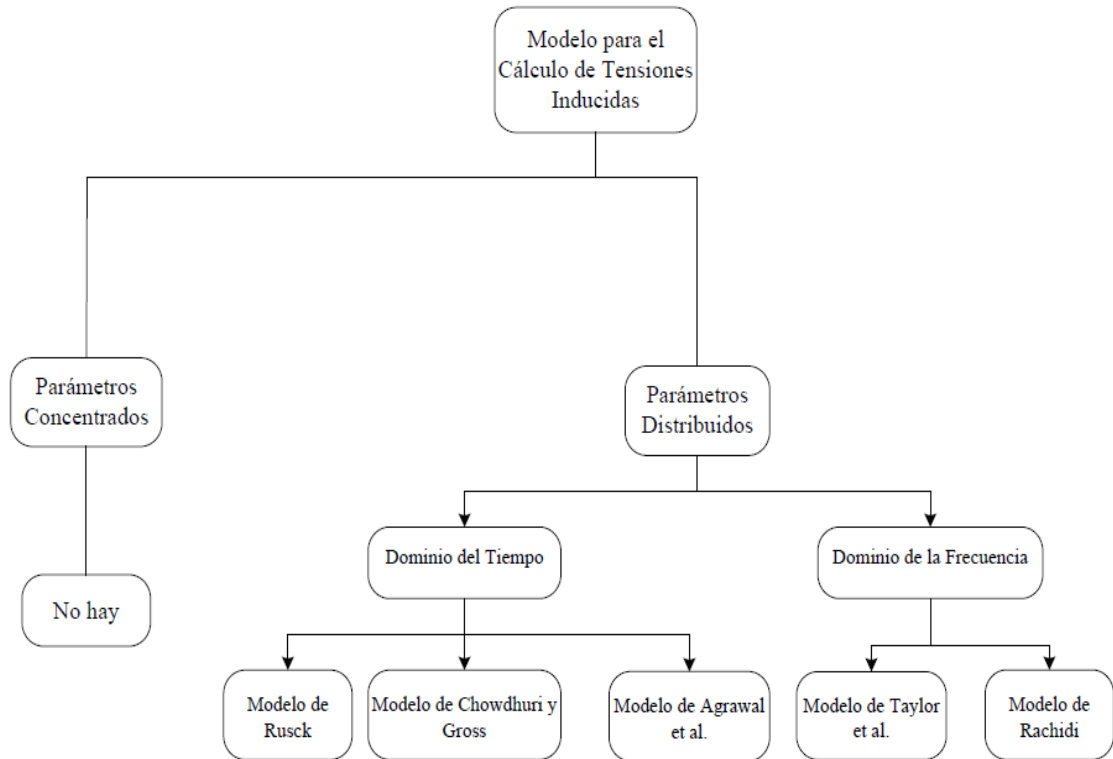 Modelo para el
Cálculo de Tensiones
Inducidas
Parámetros
Concentrados
Parámetros
Distribuidos
No hay
Dominio del Tiempo
Dominio de la Frecuencia
Modelo de
Rusck
Modelo de Chowdhuri y
Gross
Modelo de Agrawal
et al.
Modelo de Taylor
et al.
Modelo de
Rachidi